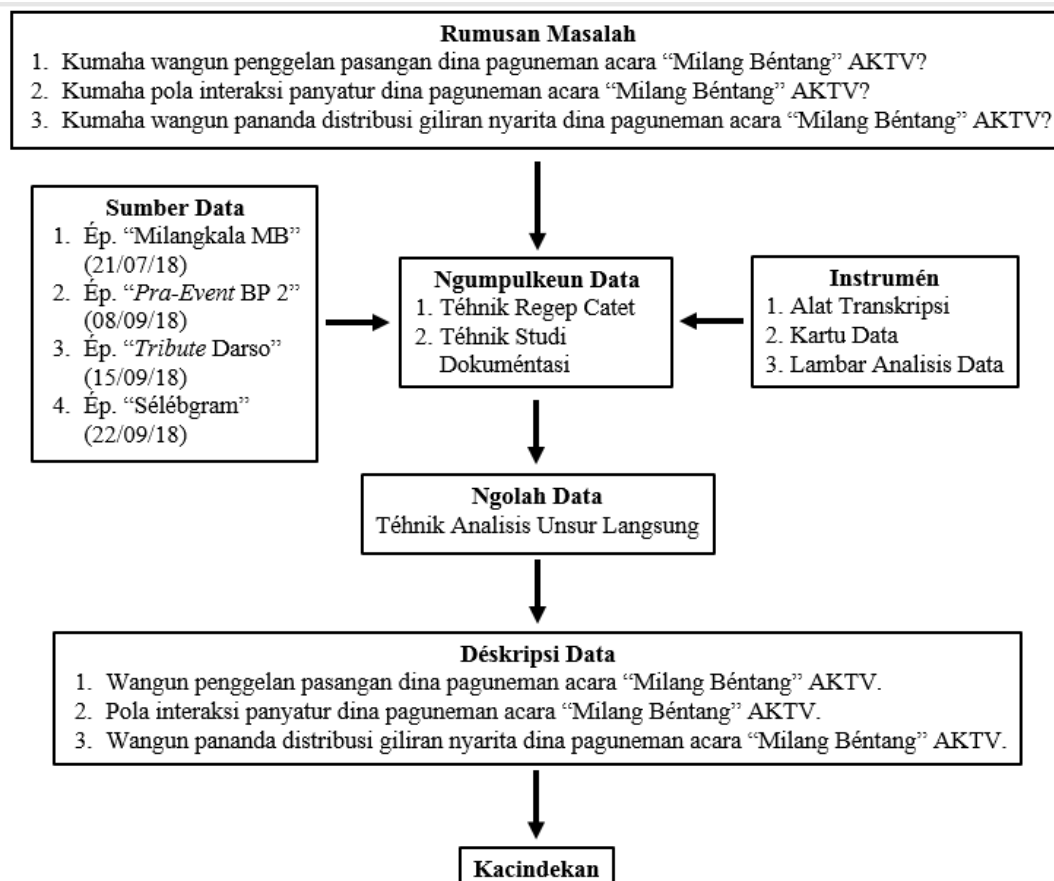 Rumusan Masalah
1. Kumaha wangun penggelan pasangan dina paguneman acara “Milang Béntang” AKTV?
2. Kumaha pola interaksi panyatur dina paguneman acara “Milang Béntang” AKTV?
3. Kumaha wangun pananda distribusi giliran nyarita dina paguneman acara “Milang Béntang” AKTV?
Sumber Data
1. Ép. “Milangkala MB”
(21/07/18)
2. Ép. “Pra-Event BP 2”
(08/09/18)
3. Ép. “Tribute Darso”
(15/09/18)
4. Ép. “Sélébgram”
(22/09/18)
Ngumpulkeun Data
1. Téhnik Regep Catet
2. Téhnik Studi
Dokuméntasi
Instrumén
1. Alat Transkripsi
2. Kartu Data
3. Lambar Analisis Data
Ngolah Data
Téhnik Analisis Unsur Langsung
Déskripsi Data
1. Wangun penggelan pasangan dina paguneman acara “Milang Béntang” AKTV.
2. Pola interaksi panyatur dina paguneman acara “Milang Béntang” AKTV.
3. Wangun pananda distribusi giliran nyarita dina paguneman acara “Milang Béntang” AKTV.
Kacindekan